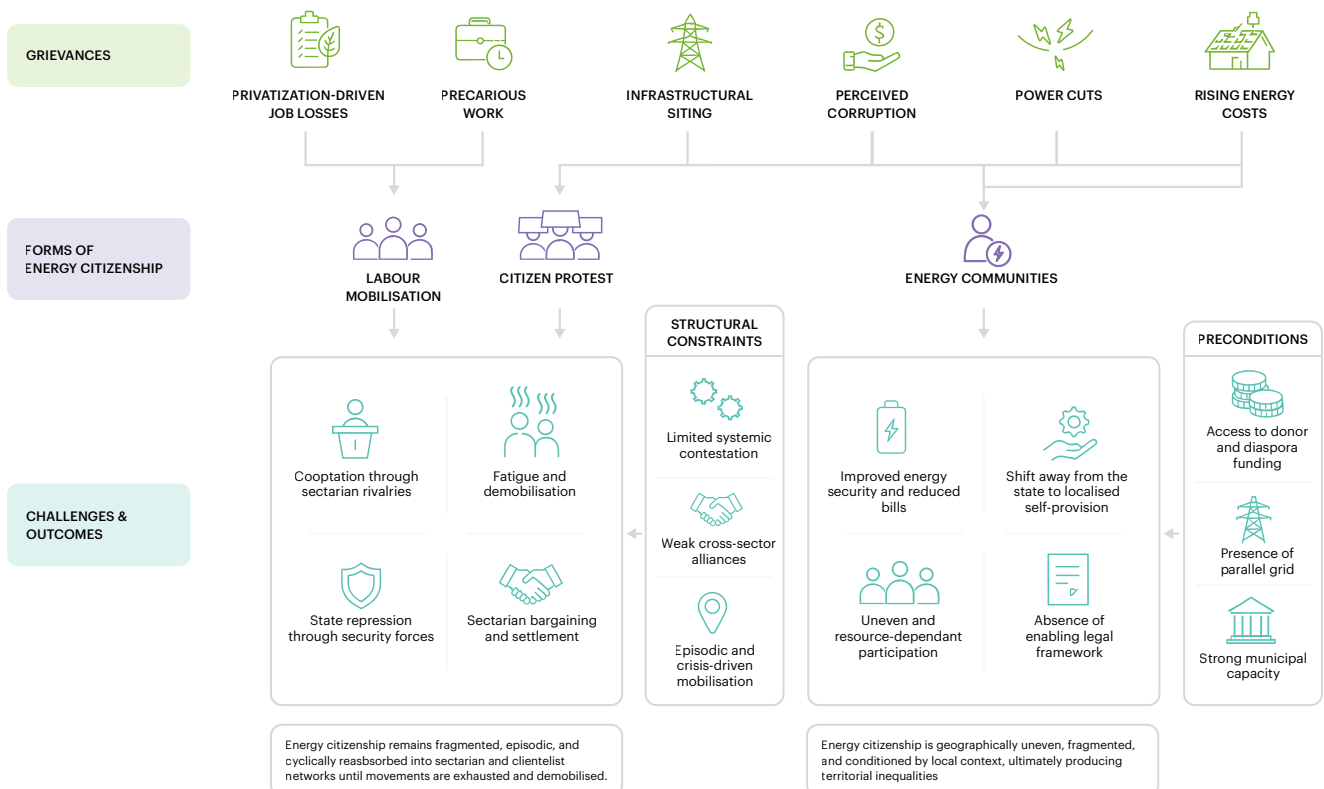 GRIEVANCES
PRIVATIZATION-DRIVEN
JOB LOSSES
PRECARIOUS
WORK
INFRASTRUCTURAL
SITING
PERCEIVED
CORRUPTION
POWER CUTS
RISING ENERGY
COSTS
FORMS OF
ENERGY CITIZENSHIP
LABOUR
MOBILISATION
CITIZEN PROTEST
ENERGY COMMUNITIES
CHALLENGES &
OUTCOMES
Cooptation through
sectarian rivalries
Fatigue and
demobilisation
State repression
through security forces
Sectarian bargaining
and settlement
STRUCTURAL
CONSTRAINTS
Limited systemic
contestation
Weak cross-sector
alliances
Episodic and
crisis-driven
mobilisation
$
Improved energy
security and reduced
bills
Shift away from the
state to localised
self-provision
Uneven and
resource-dependant
participation
Absence of
enabling legal
framework
PRECONDITIONS
Access to donor
and diaspora
funding
Presence of
parallel grid
Strong municipal
capacity
Energy citizenship remains fragmented, episodic, and
cyclically reasbsorbed into sectarian and clientelist
networks until movements are exhausted and demobilised.
Energy citizenship is geographically uneven, fragmented,
and conditioned by local context, ultimately producing
territorial inequalities